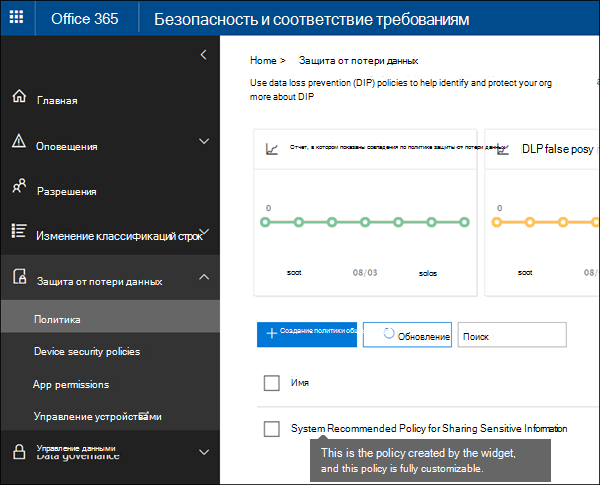 Office 365
Безопасность и соответствие требованиям
Home > Защита от потери данных
Use data loss prevention (DIP) policies to help identify and protect your org
more about DIP
Главная
Оповещения
Разрешения
Изменение классификаций строк
Защита от потери данных
Политика
Device security policies
App permissions
Управление устройствами
Управление данными
Data governance
Отчет, в котором показаны совпадения по политике защиты от потери данных
0
soot 08/03 solos
DLP false posy
0
soot 08/
Создание политики
Обновление
Поиск
Имя
System Recommended Policy for Sharing Sensitive Information
This is the policy created by the widget,
and this policy is fully customizable.